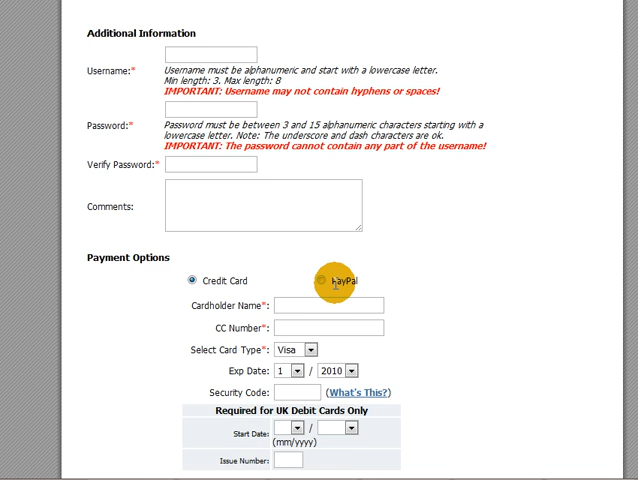 Additional Information
Username:*
Username must be alphanumeric and start with a lowercase letter.
Min length: 3. Max length: 8
IMPORTANT: Username may not contain hyphens or spaces!
Password:*
Password must be between 3 and 15 alphanumeric characters starting with a
lowercase letter. Note: The underscore and dash characters are ok.
IMPORTANT: The password cannot contain any part of the username!
Verify Password:*
Comments:
Payment Options
Credit Card PayPal
Cardholder Name*:
CC Number*:
Select Card Type*: Visa
Exp Date: 1 / 2010
Security Code: (What's This?)
Required for UK Debit Cards Only
Start Date: /
(mm/yyyy)
Issue Number: